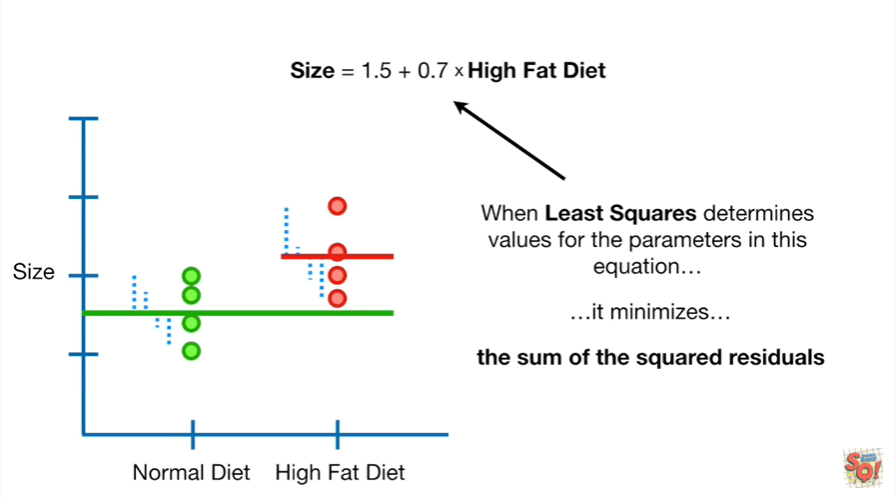 Size = 1.5 + 0.7 x High Fat Diet
When Least Squares determines
values for the parameters in this
equation…
…it minimizes…
the sum of the squared residuals
Size
Normal Diet
High Fat Diet
SQ!